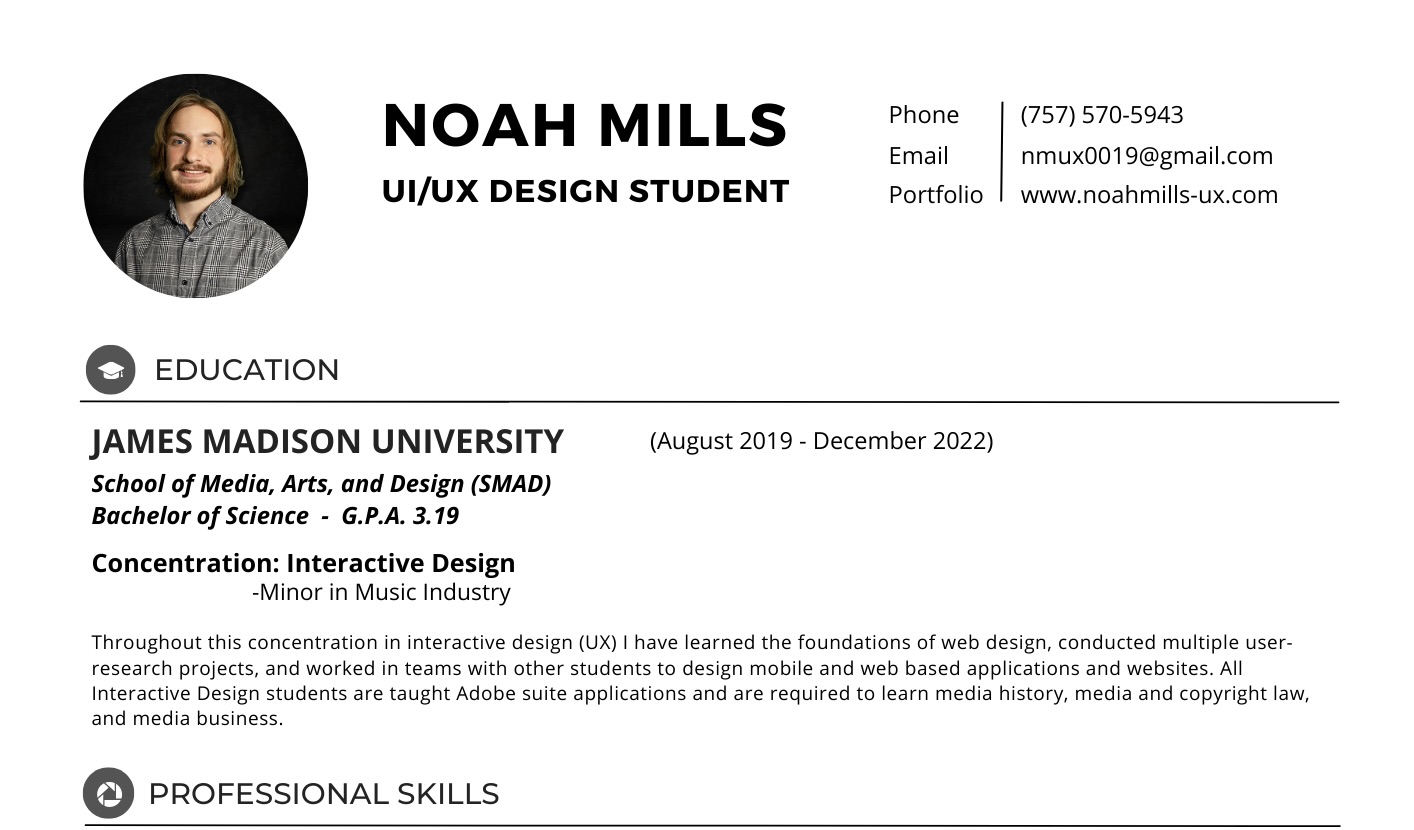 NOAH MILLS
UI/UX DESIGN STUDENT
Phone (757) 570-5943
Email nmux0019@gmail.com
Portfolio www.noahmills-ux.com
EDUCATION
JAMES MADISON UNIVERSITY (August 2019 - December 2022)
School of Media, Arts, and Design (SMAD)
Bachelor of Science - G.P.A. 3.19
Concentration: Interactive Design
-Minor in Music Industry
Throughout this concentration in interactive design (UX) I have learned the foundations of web design, conducted multiple user-
research projects, and worked in teams with other students to design mobile and web based applications and websites. All
Interactive Design students are taught Adobe suite applications and are required to learn media history, media and copyright law,
and media business.
PROFESSIONAL SKILLS